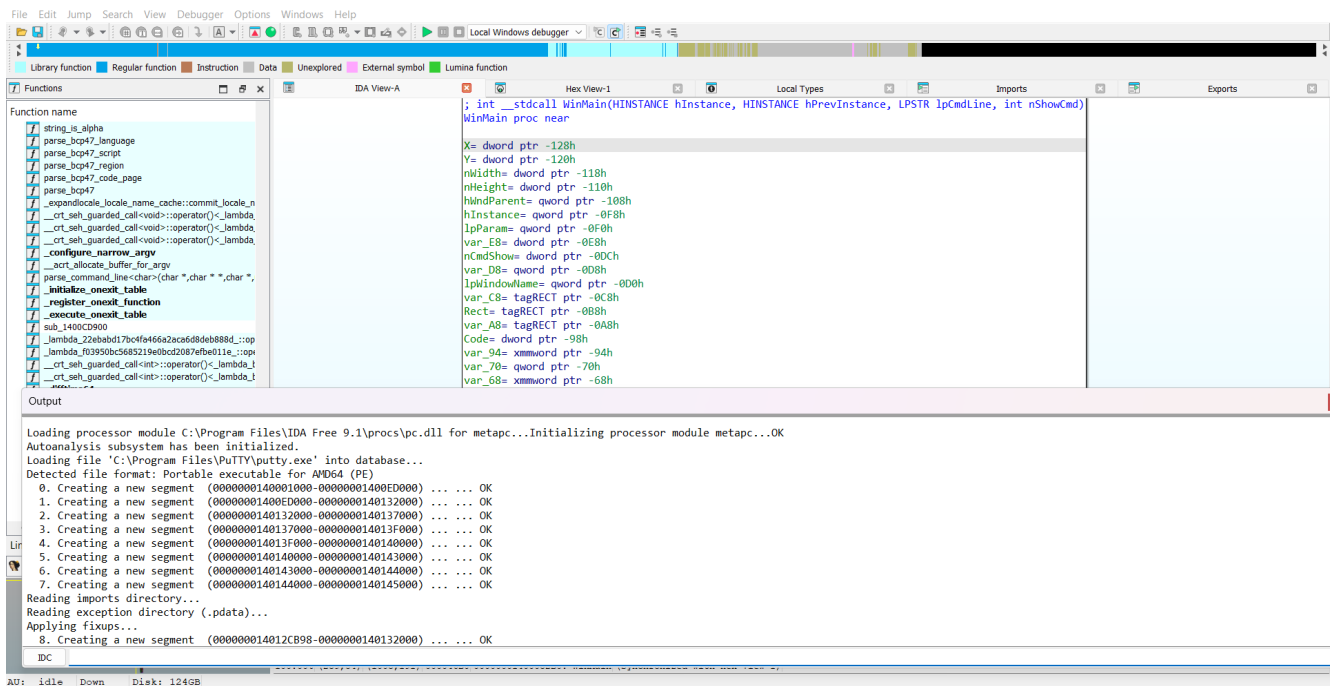 File Edit Jump Search View Debugger Options Windows Help
Local Windows debugger
Library function Regular function Instruction Data Unexplored External symbol Lumina function
Functions
IDA View-A
Hex View-1
Local Types
Imports
Exports
Function name
string_is_alpha
parse_bcp47_language
parse_bcp47_script
parse_bcp47_region
parse_bcp47_code_page
parse_bcp47
_expandlocale_locale_name_cache::commit_locale_n
__crt_seh_guarded_call<void>::operator()<_lambda_
__crt_seh_guarded_call<void>::operator()<_lambda_
__crt_seh_guarded_call<void>::operator()<_lambda_
_configure_narrow_argv
__acrt_allocate_buffer_for_argv
parse_command_line<char>(char *,char * *,char *,
_initialize_onexit_table
_register_onexit_function
_execute_onexit_table
sub_1400CD900
_lambda_22ebabd17bc4fa466a2aca6d8deb888d_::op
_lambda_f03950bc5685219e0bcd2087efbe011e_::ope
__crt_seh_guarded_call<int>::operator()<_lambda_b
__crt_seh_guarded_call<int>::operator()<_lambda_b
; int __stdcall WinMain(HINSTANCE hInstance, HINSTANCE hPrevInstance, LPSTR lpCmdLine, int nShowCmd)
WinMain proc near
X= dword ptr -128h
Y= dword ptr -120h
nWidth= dword ptr -118h
nHeight= dword ptr -110h
hWndParent= qword ptr -108h
hInstance= qword ptr -0F8h
lpParam= qword ptr -0F0h
var_E8= dword ptr -0E8h
nCmdShow= dword ptr -0DCh
var_D8= qword ptr -0D8h
lpWindowName= qword ptr -0D0h
var_C8= tagRECT ptr -0C8h
Rect= tagRECT ptr -0B8h
var_A8= tagRECT ptr -0A8h
Code= dword ptr -98h
var_94= xmmword ptr -94h
var_70= qword ptr -70h
var_68= xmmword ptr -68h
Output
Loading processor module C:\Program Files\IDA Free 9.1\procs\pc.dll for metapc...Initializing processor module metapc...OK
Autoanalysis subsystem has been initialized.
Loading file 'C:\Program Files\PuTTY\putty.exe' into database...
Detected file format: Portable executable for AMD64 (PE)
0. Creating a new segment (0000000140001000-00000001400ED000) ... ... OK
1. Creating a new segment (00000001400ED000-0000000140132000) ... ... OK
2. Creating a new segment (0000000140132000-0000000140137000) ... ... OK
3. Creating a new segment (0000000140137000-000000014013F000) ... ... OK
4. Creating a new segment (000000014013F000-0000000140140000) ... ... OK
5. Creating a new segment (0000000140140000-0000000140143000) ... ... OK
6. Creating a new segment (0000000140143000-0000000140144000) ... ... OK
7. Creating a new segment (0000000140144000-0000000140145000) ... ... OK
Reading imports directory...
Reading exception directory (.pdata)...
Applying fixups...
8. Creating a new segment (000000014012CB98-0000000140132000) ... ... OK
Lir
IDC
AU: idle Down Disk: 124GB